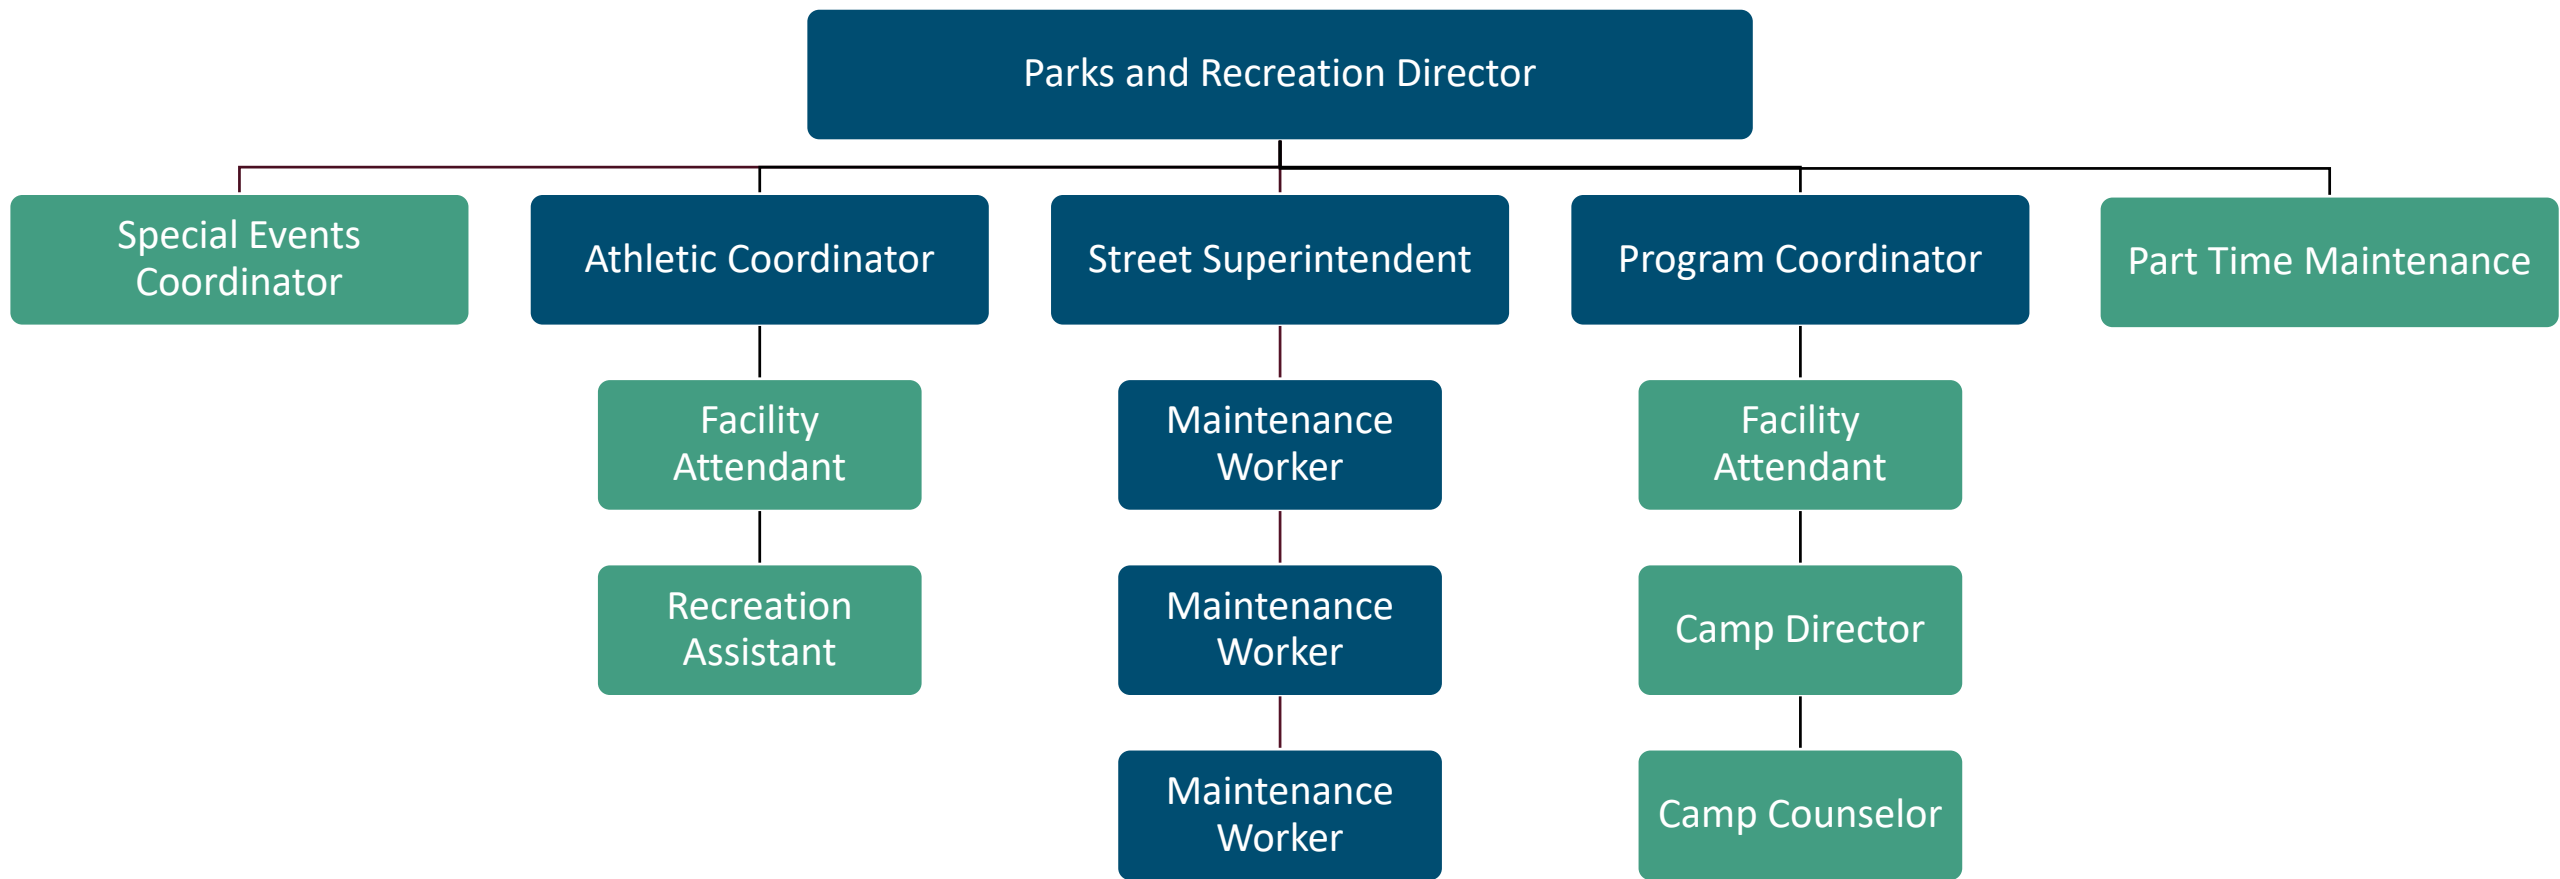 Parks and Recreation Director
Special Events
Coordinator
Athletic Coordinator
Street Superintendent
Program Coordinator
Part Time Maintenance
Facility
Attendant
Maintenance
Worker
Facility
Attendant
Recreation
Assistant
Maintenance
Worker
Camp Director
Maintenance
Worker
Camp Counselor